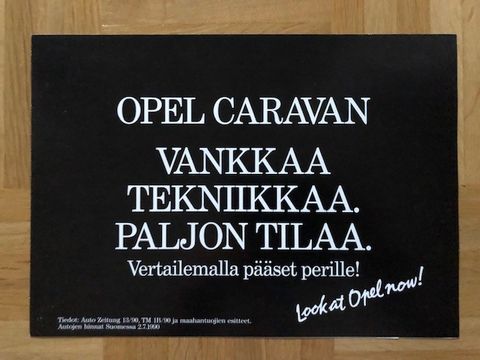 OPEL CARAVAN
VANKKAA
TEKNIIKKAA.
PALJON TILAA.
Vertailemalla pääset perille!
Look at Opel now!
Tiedot: Auto Zeitung 13/90, TM 1B/90 ja maahantuojien esitteet.
Autojen hinnat Suomessa 2.7.1990